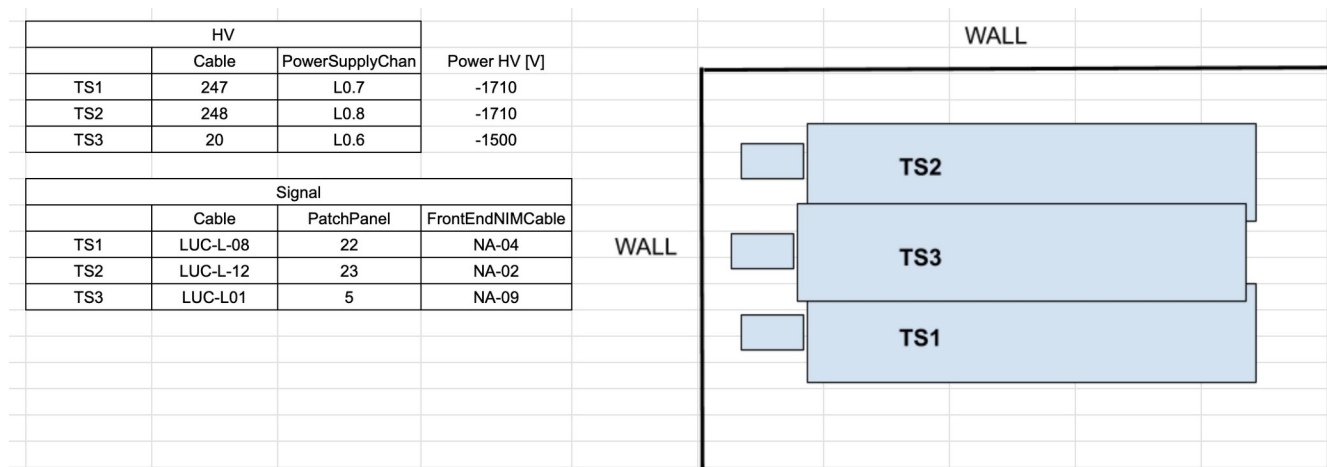 HV
Cable PowerSupplyChan Power HV [V]
TS1 247 L0.7 -1710
TS2 248 L0.8 -1710
TS3 20 L0.6 -1500
Signal
Cable PatchPanel FrontEndNIMCable
TS1 LUC-L-08 22 NA-04
TS2 LUC-L-12 23 NA-02
TS3 LUC-L01 5 NA-09
WALL
WALL
TS2
TS3
TS1